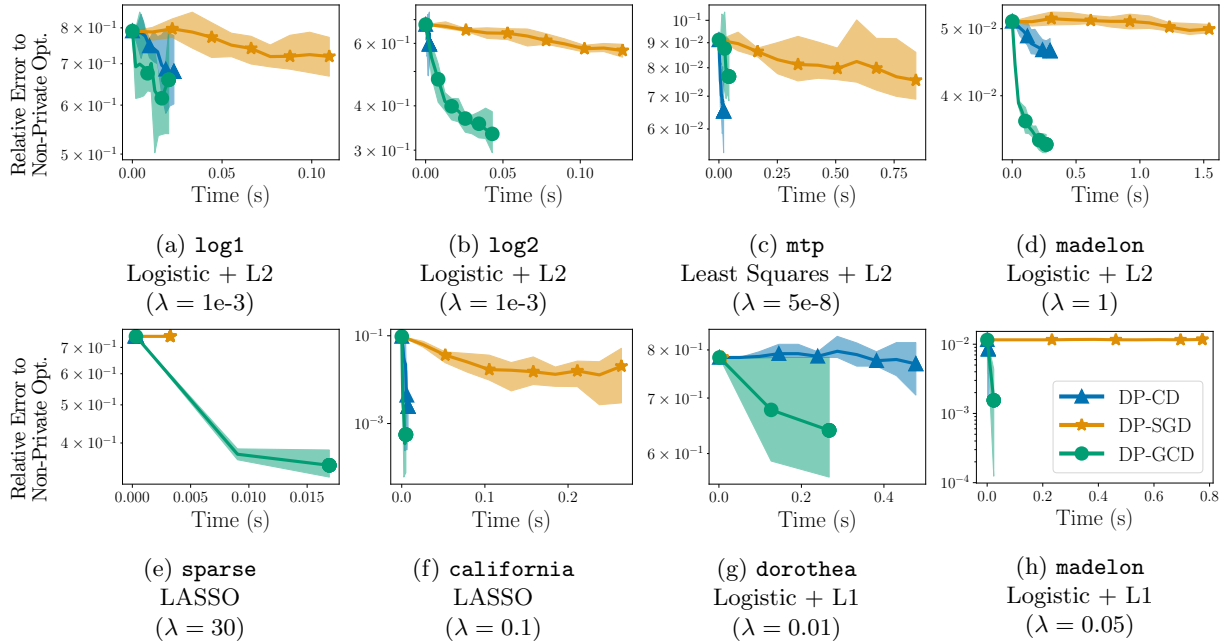 Relative Error to
Non-Private Opt.
8 × 10⁻¹
7 × 10⁻¹
6 × 10⁻¹
5 × 10⁻¹
0.00 0.05 0.10
Time (s)
(a) log1
Logistic + L2
(λ = 1e-3)
6 × 10⁻¹
4 × 10⁻¹
3 × 10⁻¹
0.00 0.05 0.10
Time (s)
(b) log2
Logistic + L2
(λ = 1e-3)
10⁻¹
9 × 10⁻²
8 × 10⁻²
7 × 10⁻²
6 × 10⁻²
0.00 0.25 0.50 0.75
Time (s)
(c) mtp
Least Squares + L2
(λ = 5e-8)
5 × 10⁻²
4 × 10⁻²
0.0 0.5 1.0 1.5
Time (s)
(d) madelon
Logistic + L2
(λ = 1)
Relative Error to
Non-Private Opt.
7 × 10⁻¹
6 × 10⁻¹
5 × 10⁻¹
4 × 10⁻¹
0.000 0.005 0.010 0.015
Time (s)
(e) sparse
LASSO
(λ = 30)
10⁻¹
10⁻³
0.0 0.1 0.2
Time (s)
(f) california
LASSO
(λ = 0.1)
8 × 10⁻¹
7 × 10⁻¹
6 × 10⁻¹
0.0 0.2 0.4
Time (s)
(g) dorothea
Logistic + L1
(λ = 0.01)
10⁻²
10⁻³
10⁻⁴
DP-CD
DP-SGD
DP-GCD
0.0 0.2 0.4 0.6 0.8
Time (s)
(h) madelon
Logistic + L1
(λ = 0.05)